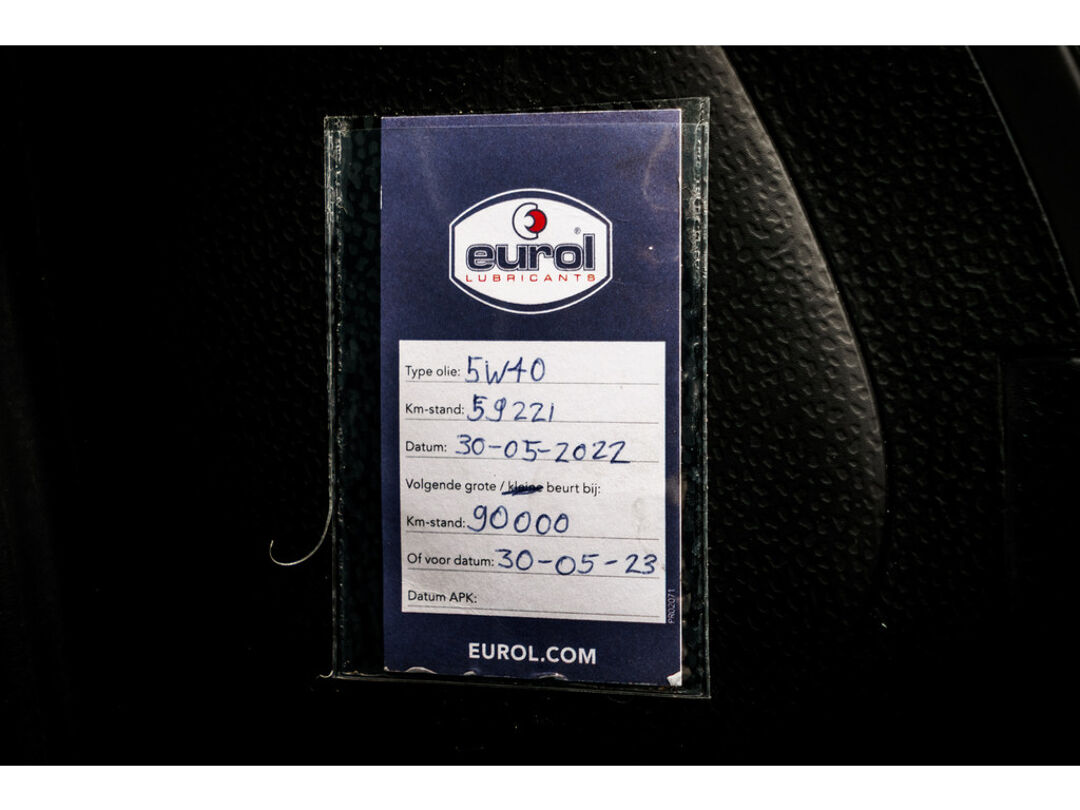 eurol®
LUBRICANTS
Type olie: 5W40
Km-stand: 59221
Datum: 30-05-2022
Volgende grote / kleine beurt bij:
Km-stand: 90000
Of voor datum: 30-05-23
Datum APK:
PR02071
EUROL.COM